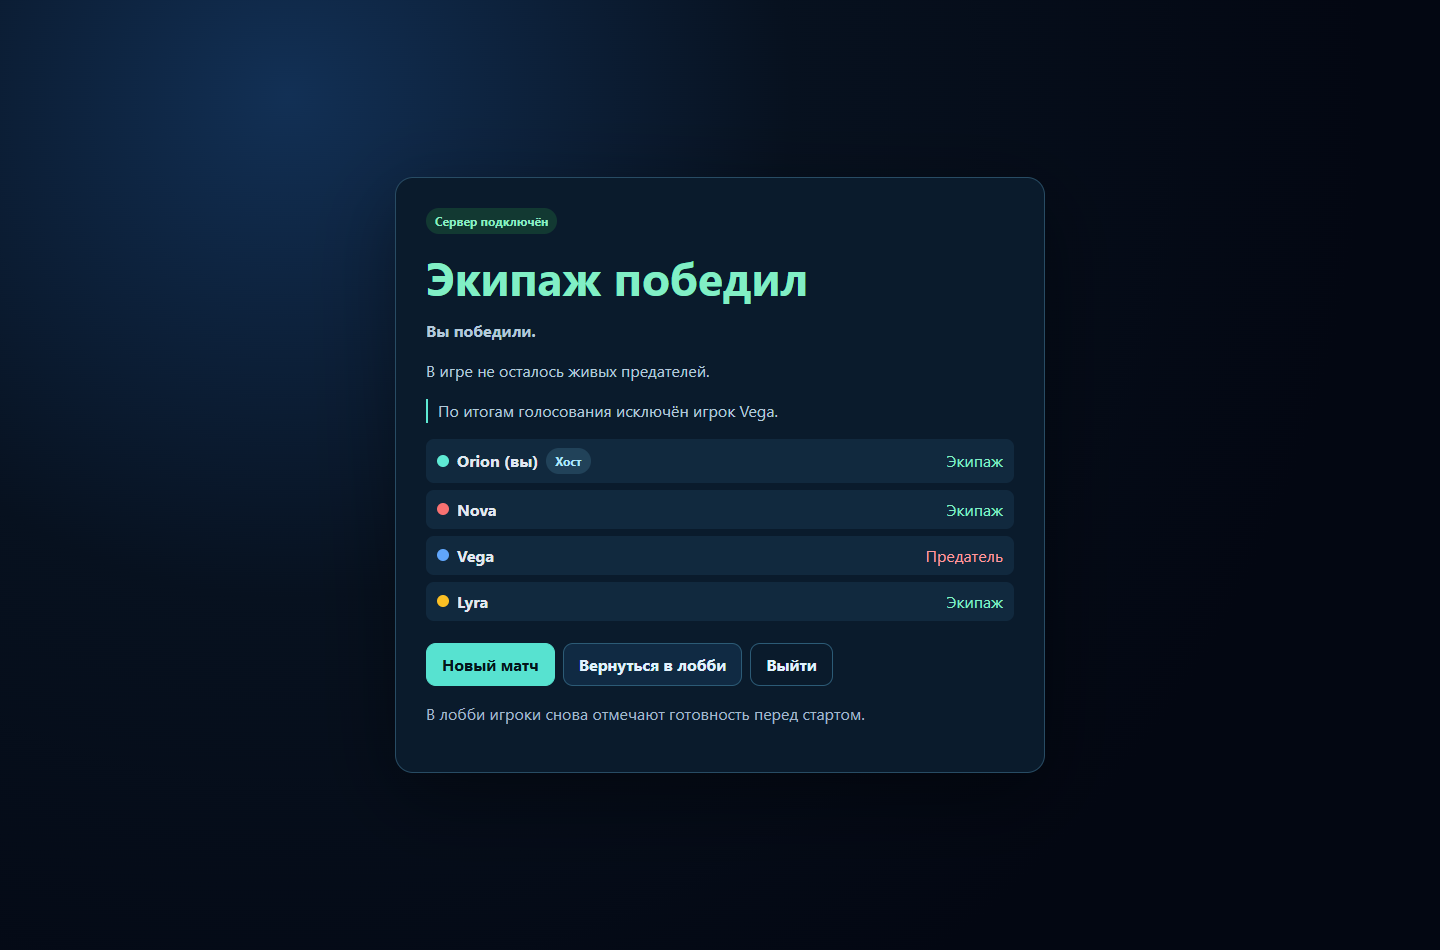 Сервер подключён
Экипаж победил
Вы победили.
В игре не осталось живых предателей.
По итогам голосования исключён игрок Vega.
Orion (вы) Хост Экипаж
Nova Экипаж
Vega Предатель
Lyra Экипаж
Новый матч Вернуться в лобби Выйти
В лобби игроки снова отмечают готовность перед стартом.